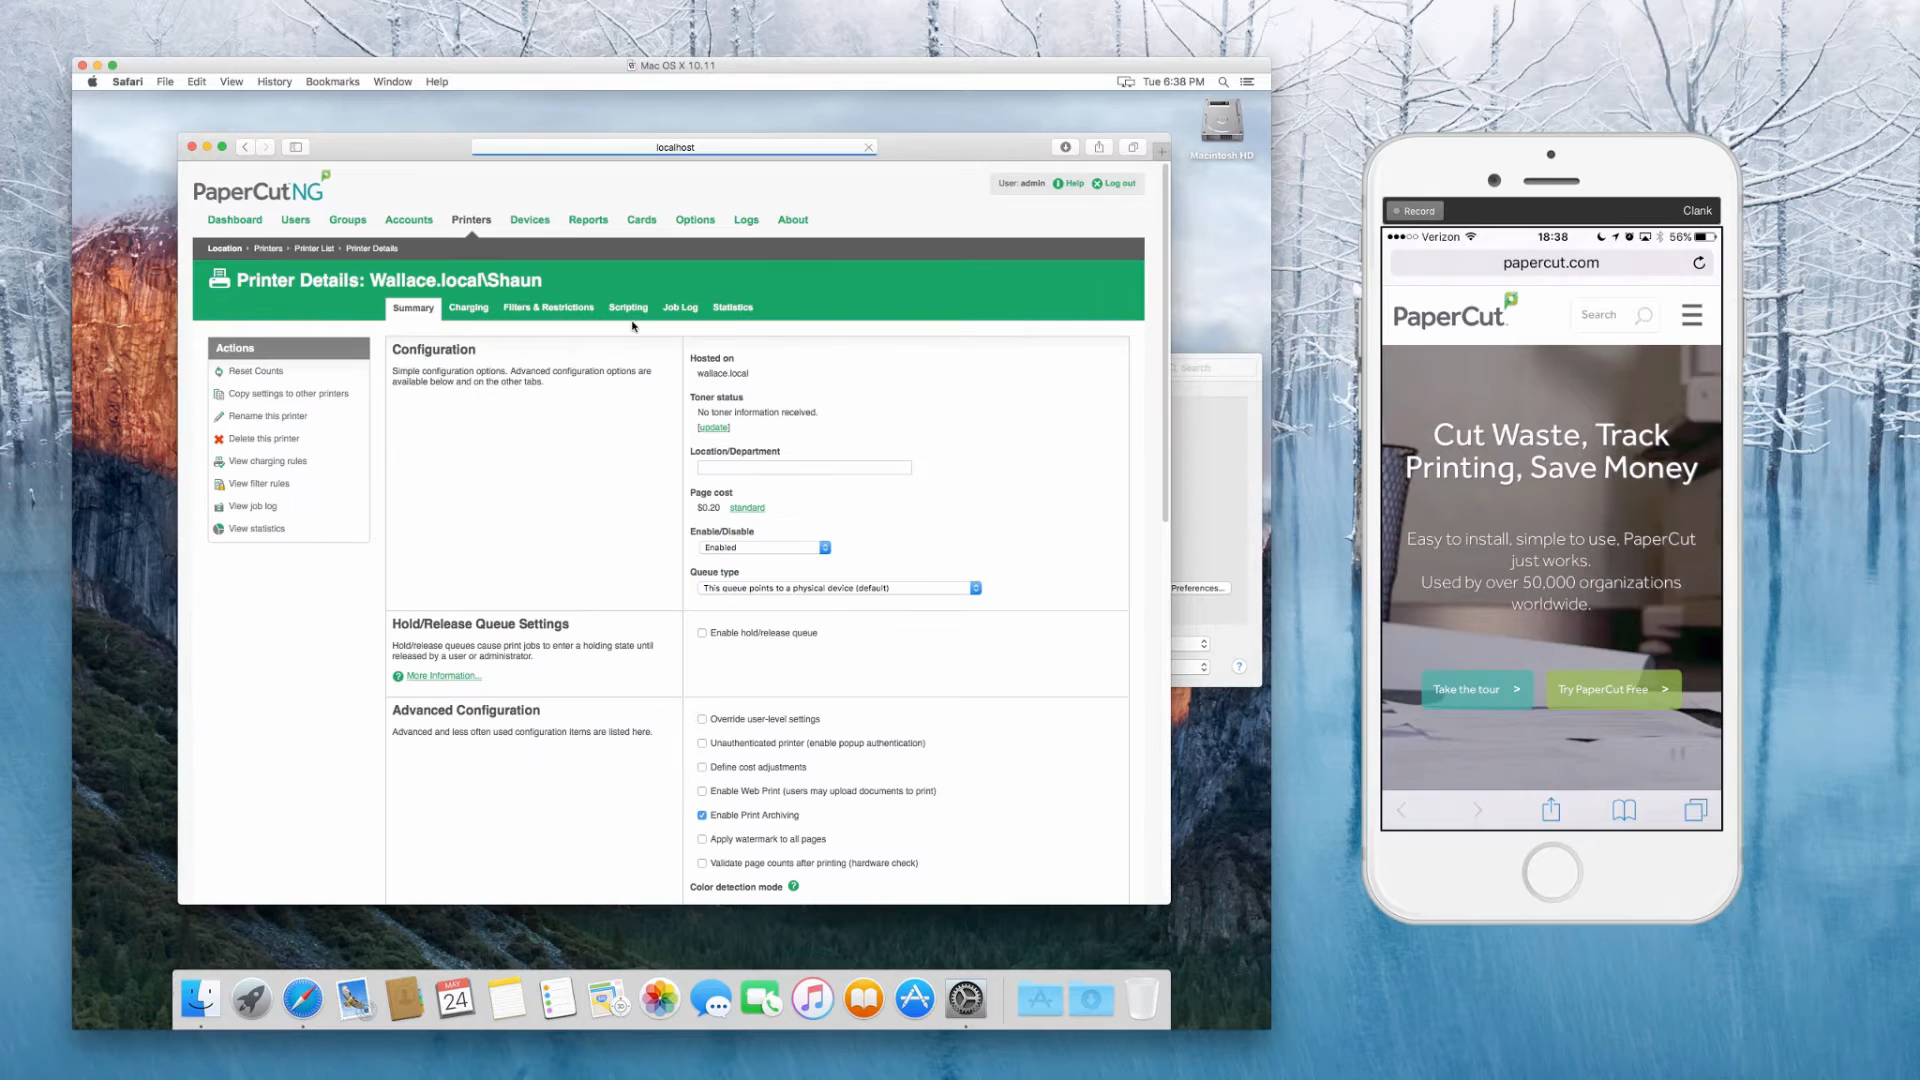 Mac OS X 10.11
Safari File Edit View History Bookmarks Window Help
Tue 6:38 PM
Macintosh HD
localhost
PaperCut NG
User: admin Help Log out
Dashboard Users Groups Accounts Printers Devices Reports Cards Options Logs About
Location Printers Printer List Printer Details
Printer Details: Wallace.local\Shaun
Summary Charging Filters & Restrictions Scripting Job Log Statistics
Actions
Reset Counts
Copy settings to other printers
Rename this printer
Delete this printer
View charging rules
View filter rules
View job log
View statistics
Configuration
Simple configuration options. Advanced configuration options are
available below and on the other tabs.
Hosted on
wallace.local
Toner status
No toner information received.
[update]
Location/Department
Page cost
$0.20 standard
Enable/Disable
Enabled
Queue type
This queue points to a physical device (default)
Hold/Release Queue Settings
Hold/release queues cause print jobs to enter a holding state until
released by a user or administrator.
More Information...
Enable hold/release queue
Advanced Configuration
Advanced and less often used configuration items are listed here.
Override user-level settings
Unauthenticated printer (enable popup authentication)
Define cost adjustments
Enable Web Print (users may upload documents to print)
Enable Print Archiving
Apply watermark to all pages
Validate page counts after printing (hardware check)
Color detection mode
Search
Preferences...
?
MAY
24
Record Clank
Verizon 18:38 56%
papercut.com
PaperCut
Search
Cut Waste, Track
Printing, Save Money
Easy to install, simple to use, PaperCut
just works.
Used by over 50,000 organizations
worldwide.
Take the tour >
Try PaperCut Free >